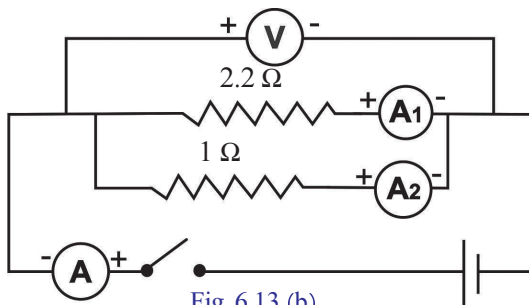 + V -
2.2 Ω
+ A1 -
1 Ω
+ A2 -
- A +
Fig. 6.13 (b)